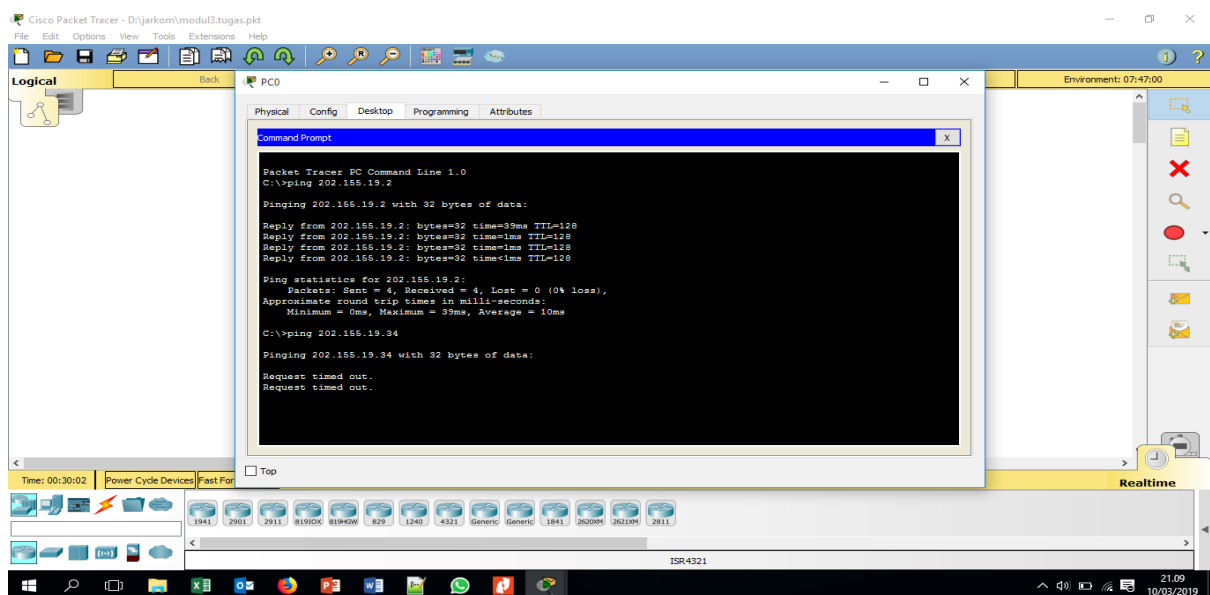 Cisco Packet Tracer - D:\jarkom\modul3.tugas.pkt
File Edit Options View Tools Extensions Help
Logical
Back
PC0
Environment: 07:47:00
Physical Config Desktop Programming Attributes
Command Prompt
X
Packet Tracer PC Command Line 1.0
C:\>ping 202.155.19.2
Pinging 202.155.19.2 with 32 bytes of data:
Reply from 202.155.19.2: bytes=32 time=39ms TTL=128
Reply from 202.155.19.2: bytes=32 time=1ms TTL=128
Reply from 202.155.19.2: bytes=32 time=1ms TTL=128
Reply from 202.155.19.2: bytes=32 time<1ms TTL=128
Ping statistics for 202.155.19.2:
Packets: Sent = 4, Received = 4, Lost = 0 (0% loss),
Approximate round trip times in milli-seconds:
Minimum = 0ms, Maximum = 39ms, Average = 10ms
C:\>ping 202.155.19.34
Pinging 202.155.19.34 with 32 bytes of data:
Request timed out.
Request timed out.
Top
Time: 00:30:02 Power Cycle Devices Fast For
Realtime
1941 2901 2911 819IOX 819HGW 829 1240 4321 Generic Generic 1841 2620XM 2621XM 2811
ISR4321
21.09
10/03/2019